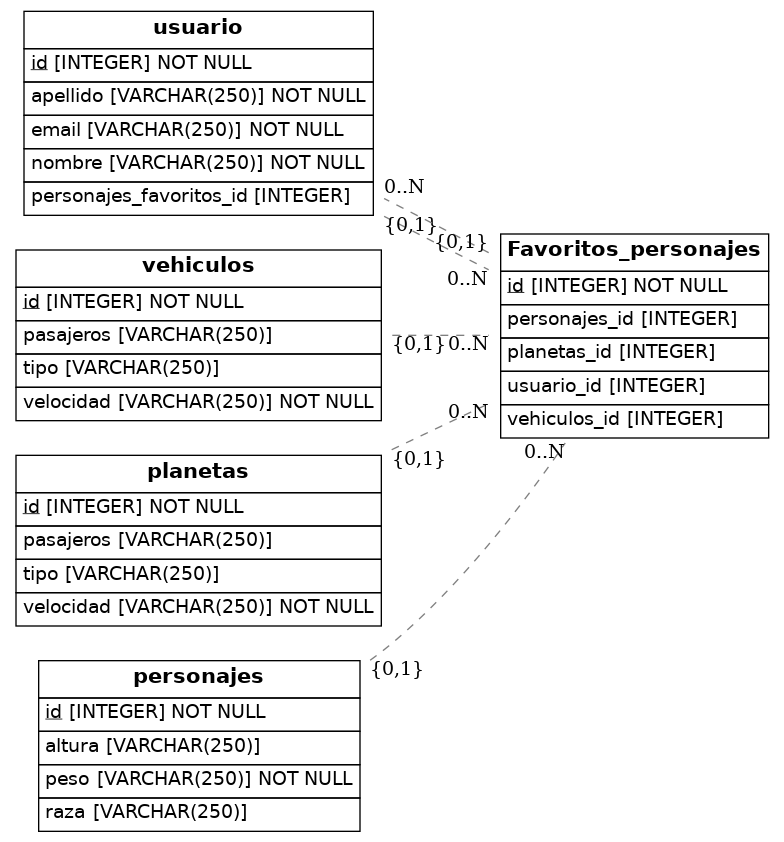 usuario
id [INTEGER] NOT NULL
apellido [VARCHAR(250)] NOT NULL
email [VARCHAR(250)] NOT NULL
nombre [VARCHAR(250)] NOT NULL
personajes_favoritos_id [INTEGER]
0..N
{0,1}
{0,1}
0..N
vehiculos
id [INTEGER] NOT NULL
pasajeros [VARCHAR(250)]
tipo [VARCHAR(250)]
velocidad [VARCHAR(250)] NOT NULL
{0,1}
0..N
Favoritos_personajes
id [INTEGER] NOT NULL
personajes_id [INTEGER]
planetas_id [INTEGER]
usuario_id [INTEGER]
vehiculos_id [INTEGER]
0..N
{0,1}
0..N
planetas
id [INTEGER] NOT NULL
pasajeros [VARCHAR(250)]
tipo [VARCHAR(250)]
velocidad [VARCHAR(250)] NOT NULL
personajes
id [INTEGER] NOT NULL
altura [VARCHAR(250)]
peso [VARCHAR(250)] NOT NULL
raza [VARCHAR(250)]
{0,1}